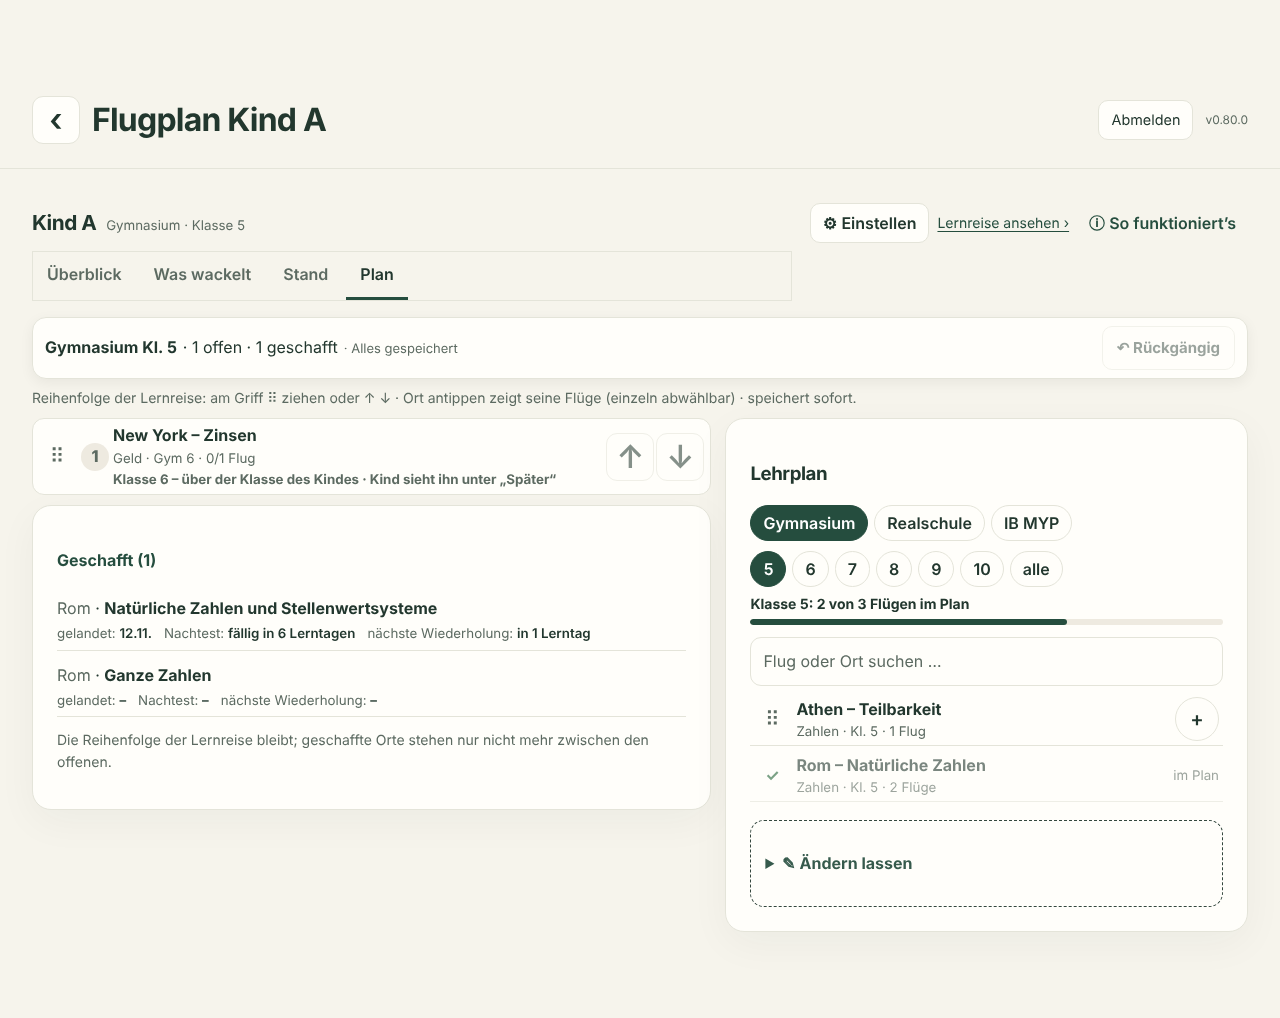 ‹ Flugplan Kind A
Abmelden v0.80.0
Kind A Gymnasium · Klasse 5
⚙ Einstellen Lernreise ansehen › ⓘ So funktioniert’s
Überblick Was wackelt Stand Plan
Gymnasium Kl. 5 · 1 offen · 1 geschafft · Alles gespeichert
↶ Rückgängig
Reihenfolge der Lernreise: am Griff ⠿ ziehen oder ↑ ↓ · Ort antippen zeigt seine Flüge (einzeln abwählbar) · speichert sofort.
⠿ 1 New York – Zinsen
Geld · Gym 6 · 0/1 Flug
Klasse 6 – über der Klasse des Kindes · Kind sieht ihn unter „Später“
↑ ↓
Geschafft (1)
Rom · Natürliche Zahlen und Stellenwertsysteme
gelandet: 12.11. Nachtest: fällig in 6 Lerntagen nächste Wiederholung: in 1 Lerntag
Rom · Ganze Zahlen
gelandet: – Nachtest: – nächste Wiederholung: –
Die Reihenfolge der Lernreise bleibt; geschaffte Orte stehen nur nicht mehr zwischen den
offenen.
Lehrplan
Gymnasium Realschule IB MYP
5 6 7 8 9 10 alle
Klasse 5: 2 von 3 Flügen im Plan
Flug oder Ort suchen …
⠿ Athen – Teilbarkeit
Zahlen · Kl. 5 · 1 Flug
+
✓ Rom – Natürliche Zahlen
Zahlen · Kl. 5 · 2 Flüge
im Plan
▶ ✎ Ändern lassen